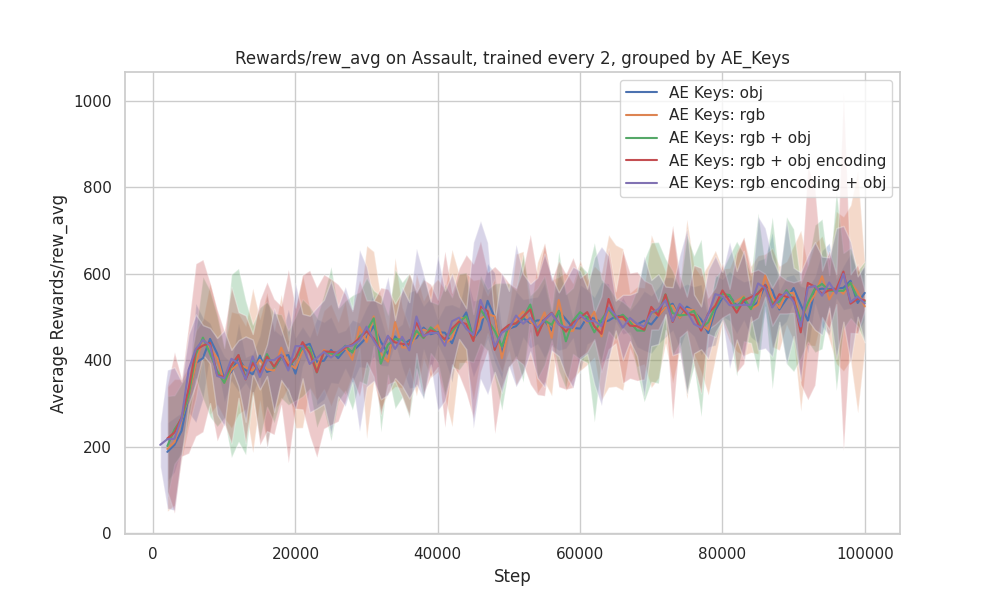 Rewards/rew_avg on Assault, trained every 2, grouped by AE_Keys
1000
800
600
400
200
0
Average Rewards/rew_avg
AE Keys: obj
AE Keys: rgb
AE Keys: rgb + obj
AE Keys: rgb + obj encoding
AE Keys: rgb encoding + obj
0 20000 40000 60000 80000 100000
Step